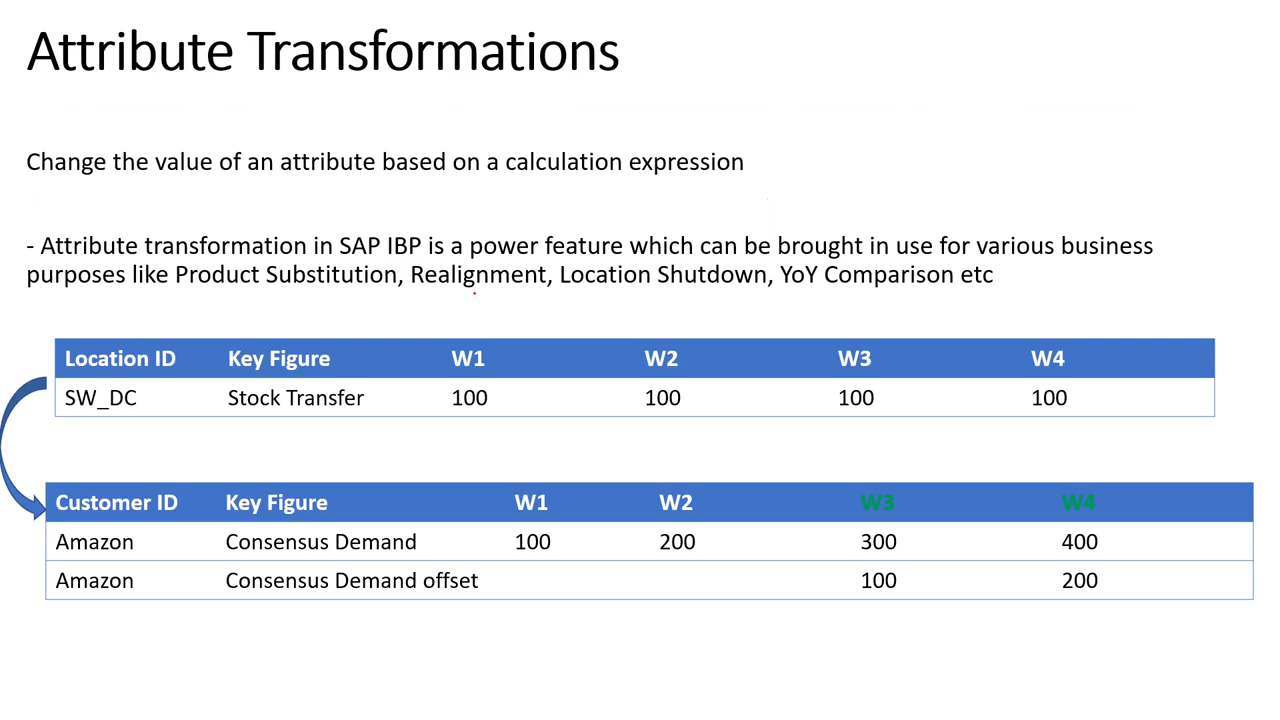 Attribute Transformations
Change the value of an attribute based on a calculation expression
- Attribute transformation in SAP IBP is a power feature which can be brought in use for various business
purposes like Product Substitution, Realignment, Location Shutdown, YoY Comparison etc
Location ID Key Figure W1 W2 W3 W4
SW_DC Stock Transfer 100 100 100 100
Customer ID Key Figure W1 W2 W3 W4
Amazon Consensus Demand 100 200 300 400
Amazon Consensus Demand offset 100 200